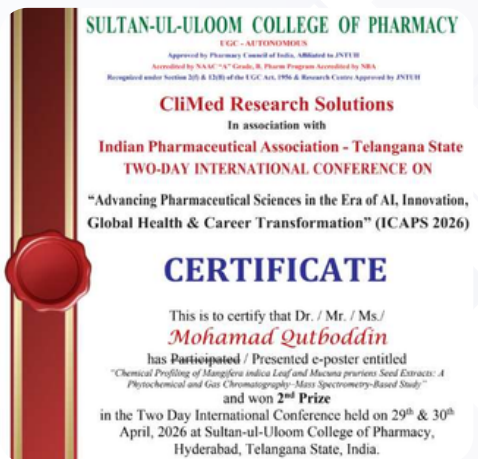 SULTAN-UL-ULOOM COLLEGE OF PHARMACY
UGC - AUTONOMOUS
Approved by Pharmacy Council of India, Affiliated to JNTUH
Accredited by NAAC "A" Grade, B. Pharm Program Accredited by NBA
Recognized under Section 2(f) & 12(B) of the UGC Act, 1956 & Research Centre Approved by JNTUH
CliMed Research Solutions
In association with
Indian Pharmaceutical Association - Telangana State
TWO-DAY INTERNATIONAL CONFERENCE ON
“Advancing Pharmaceutical Sciences in the Era of AI, Innovation,
Global Health & Career Transformation” (ICAPS 2026)
CERTIFICATE
This is to certify that Dr. / Mr. / Ms./
Mohamad Qutboddin
has Participated / Presented e-poster entitled
"Chemical Profiling of Mangifera indica Leaf and Mucuna pruriens Seed Extracts: A
Phytochemical and Gas Chromatography–Mass Spectrometry-Based Study"
and won 2nd Prize
in the Two Day International Conference held on 29th & 30th
April, 2026 at Sultan-ul-Uloom College of Pharmacy,
Hyderabad, Telangana State, India.